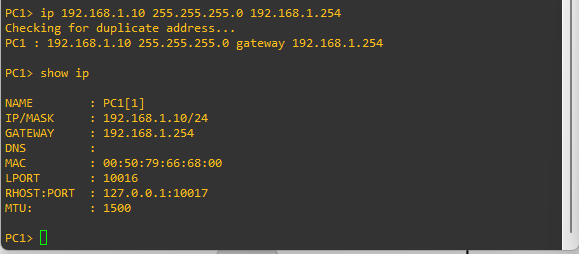 PC1> ip 192.168.1.10 255.255.255.0 192.168.1.254
Checking for duplicate address...
PC1 : 192.168.1.10 255.255.255.0 gateway 192.168.1.254
PC1> show ip
NAME        : PC1[1]
IP/MASK     : 192.168.1.10/24
GATEWAY     : 192.168.1.254
DNS         :
MAC         : 00:50:79:66:68:00
LPORT       : 10016
RHOST:PORT  : 127.0.0.1:10017
MTU:        : 1500
PC1>